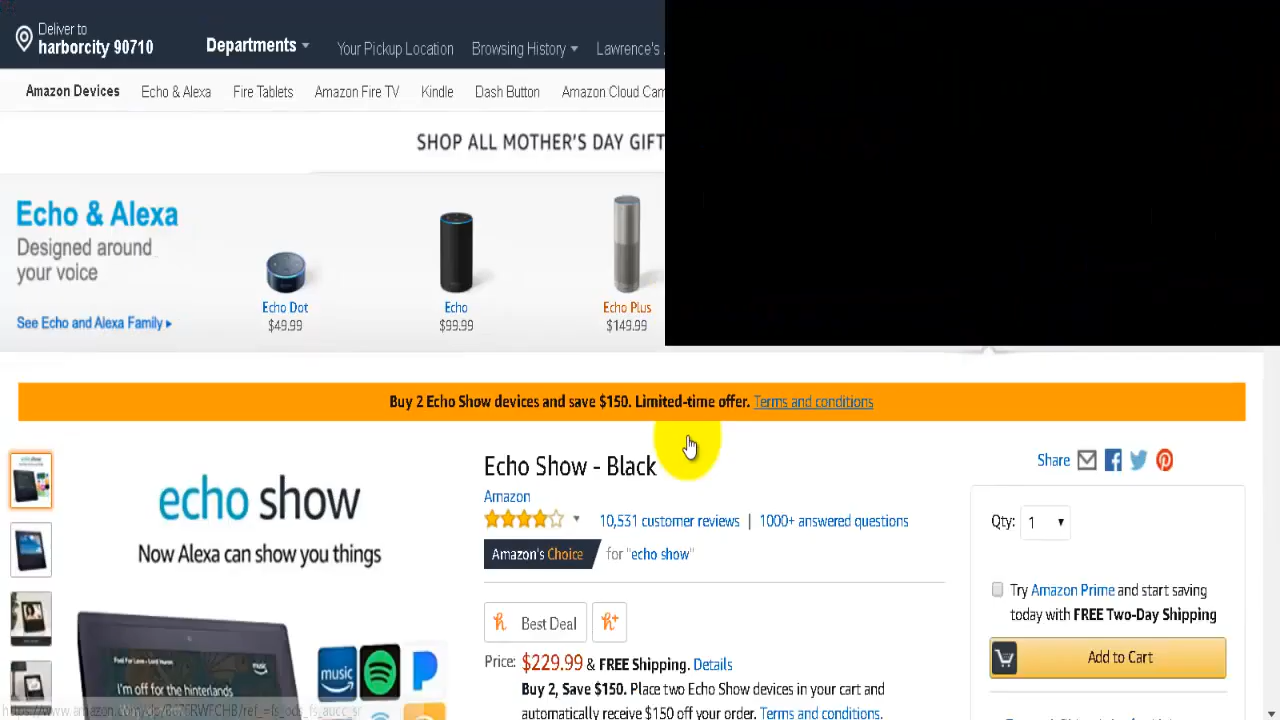 Deliver to
harborcity 90710
Departments
Your Pickup Location
Browsing History
Lawrence's
Amazon Devices
Echo & Alexa
Fire Tablets
Amazon Fire TV
Kindle
Dash Button
Amazon Cloud Cam
SHOP ALL MOTHER'S DAY GIFT
Echo & Alexa
Designed around
your voice
See Echo and Alexa Family
Echo Dot
$49.99
Echo
$99.99
Echo Plus
$149.99
Buy 2 Echo Show devices and save $150. Limited-time offer. Terms and conditions
echo show
Now Alexa can show you things
I'm off for the hinterlands
music
music
Echo Show - Black
Amazon
10,531 customer reviews | 1000+ answered questions
Amazon's Choice for "echo show"
Best Deal
Price: $229.99 & FREE Shipping. Details
Buy 2, Save $150. Place two Echo Show devices in your cart and
automatically receive $150 off your order. Terms and conditions.
Share
Qty: 1
Try Amazon Prime and start saving
today with FREE Two-Day Shipping
Add to Cart